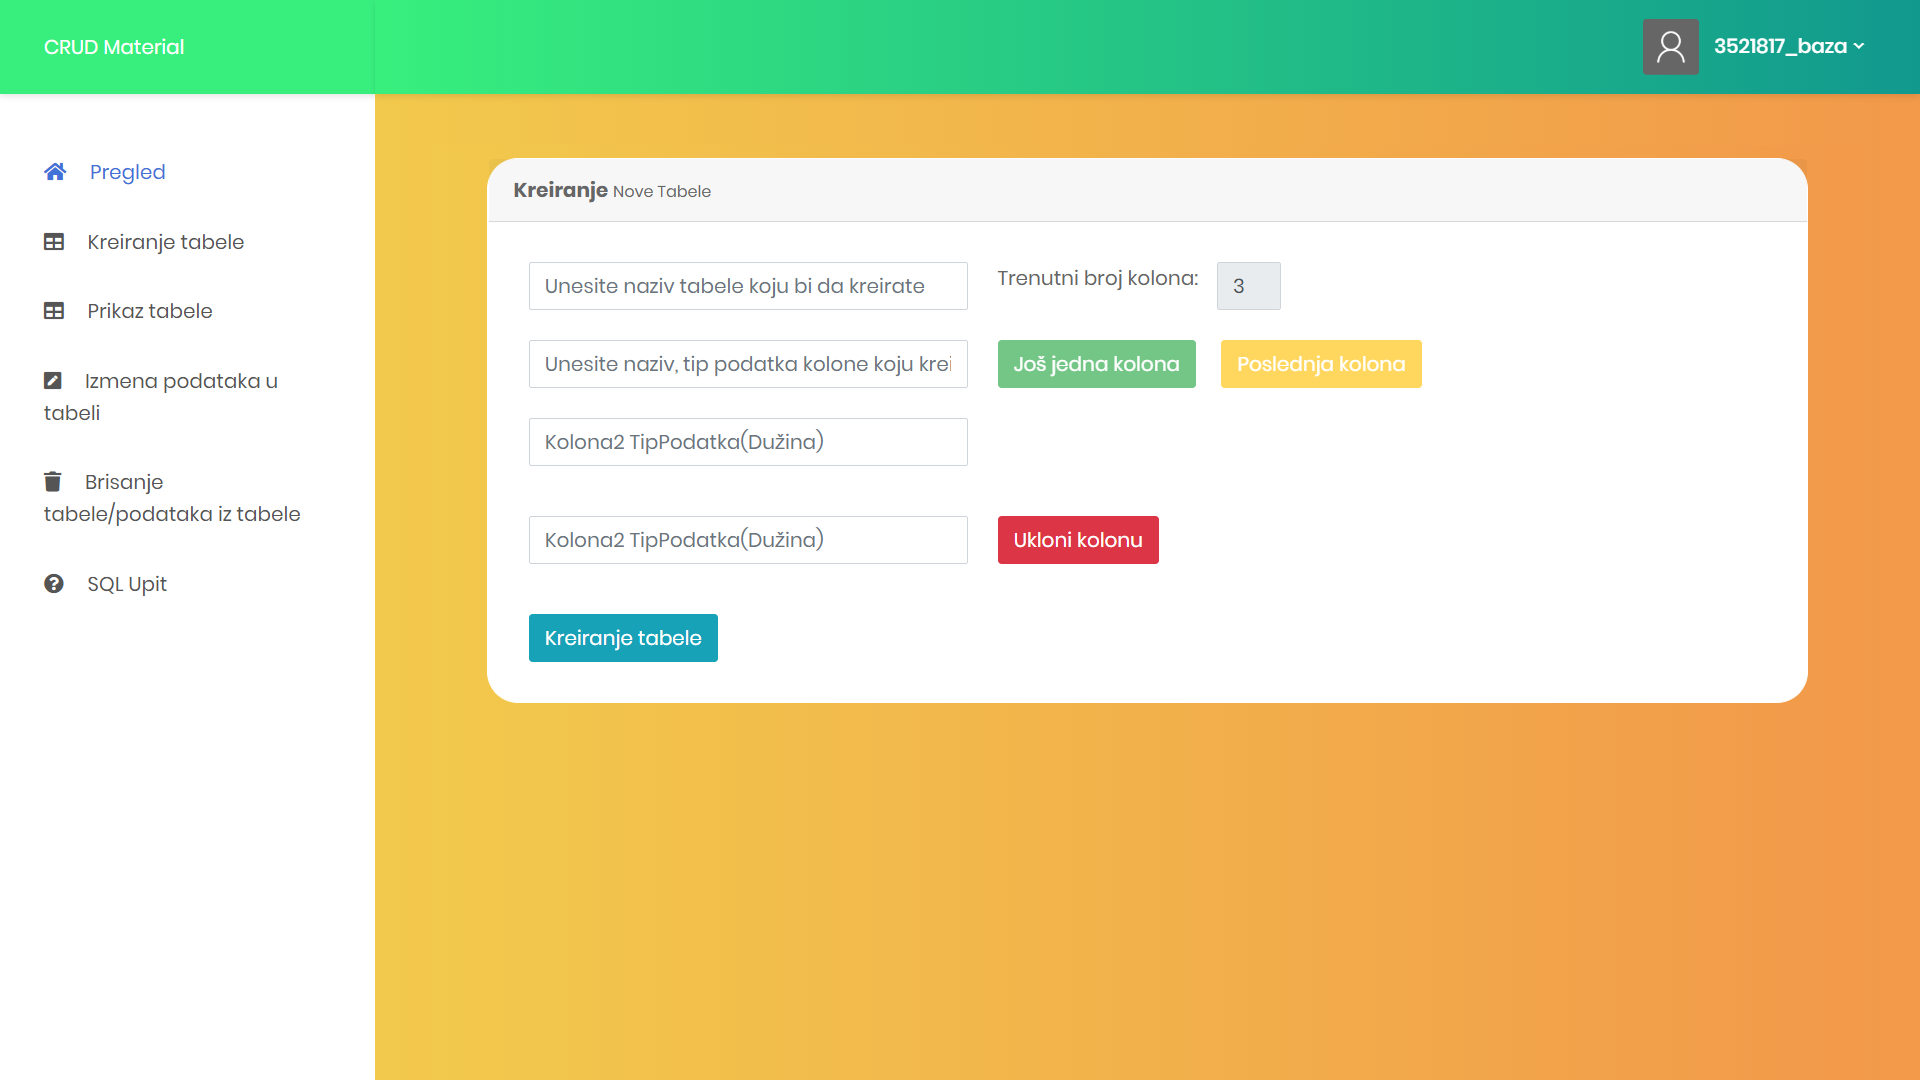 CRUD Material
3521817_baza
Pregled
Kreiranje tabele
Prikaz tabele
Izmena podataka u
tabeli
Brisanje
tabele/podataka iz tabele
SQL Upit
Kreiranje Nove Tabele
Unesite naziv tabele koju bi da kreirate
Trenutni broj kolona: 3
Unesite naziv, tip podatka kolone koju krei
Još jedna kolona
Poslednja kolona
Kolona2 TipPodatka(Dužina)
Kolona2 TipPodatka(Dužina)
Ukloni kolonu
Kreiranje tabele